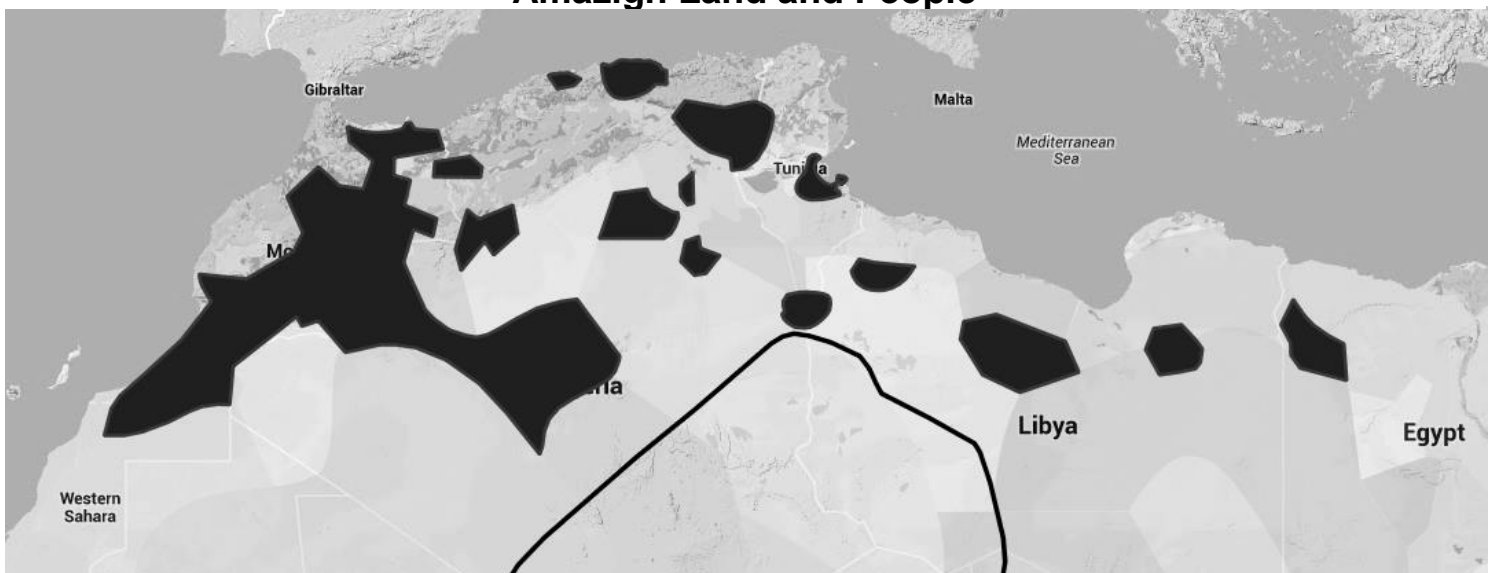 Amazigh Land and People
Gibraltar
Malta
Mediterranean
Sea
Libya
Egypt
Western
Sahara